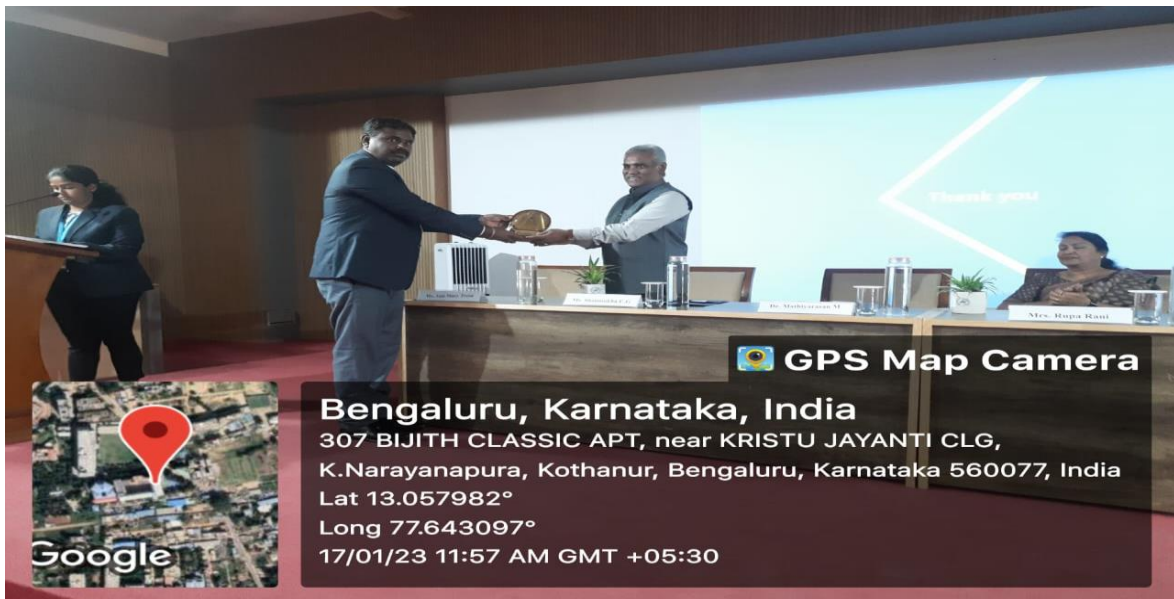 Thank you
Dr. Mathiyarasan M
Mrs. Rupa Rani
GPS Map Camera
Bengaluru, Karnataka, India
307 BIJITH CLASSIC APT, near KRISTU JAYANTI CLG,
K.Narayanapura, Kothanur, Bengaluru, Karnataka 560077, India
Lat 13.057982°
Long 77.643097°
17/01/23 11:57 AM GMT +05:30
Google